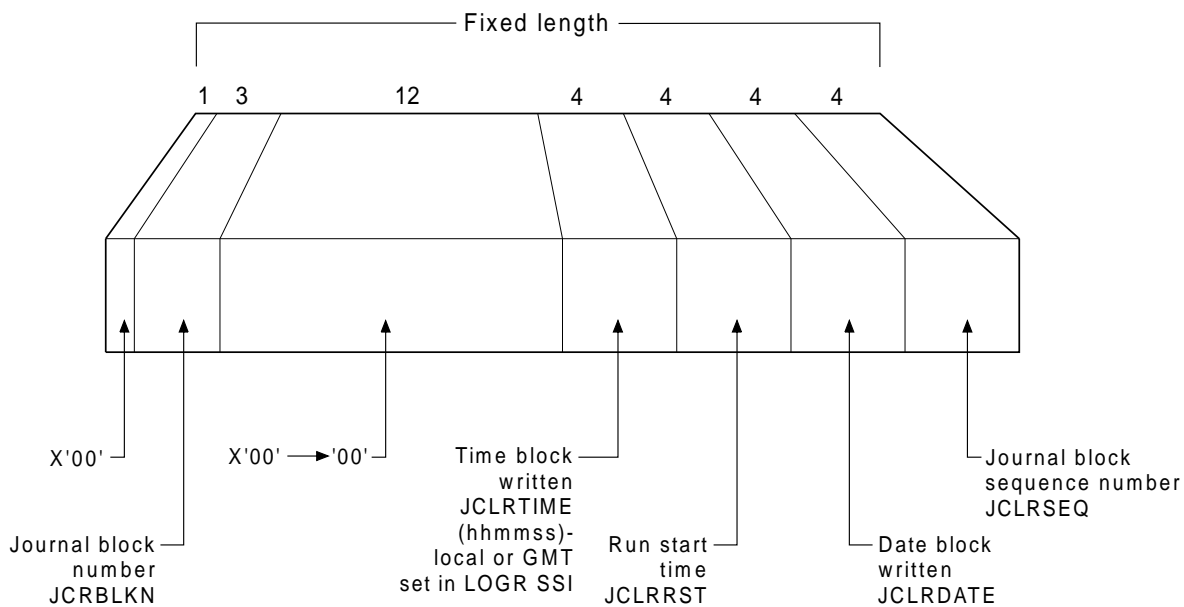 Fixed length
1 3 12 4 4 4 4
X'00'
X'00' '00'
Time block
written
JCLRTIME
(hhmmss)-
local or GMT
set in LOGR SSI
Journal block
sequence number
JCLRSEQ
Journal block
number
JCRBLKN
Run start
time
JCLRRST
Date block
written
JCLRDATE